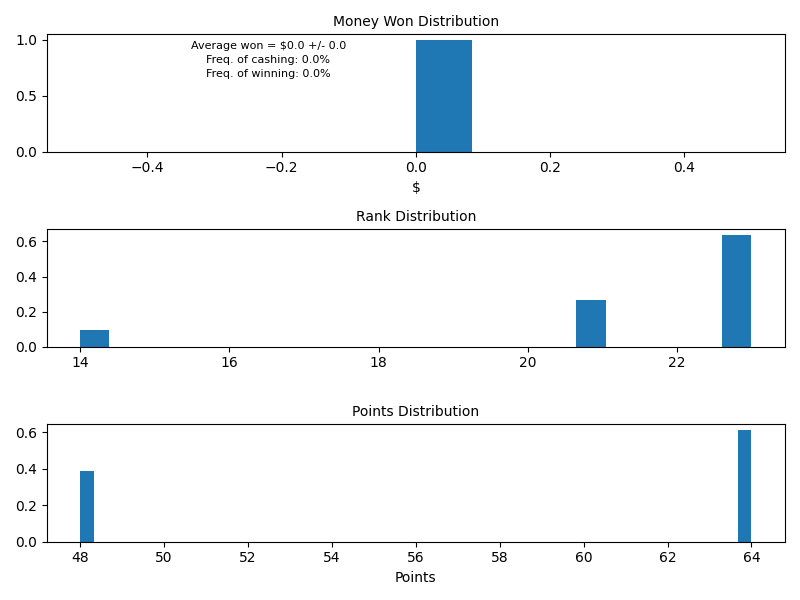 Money Won Distribution
1.0
Average won = $0.0 +/- 0.0
Freq. of cashing: 0.0%
Freq. of winning: 0.0%
0.5
0.0
−0.4 −0.2 0.0 0.2 0.4
$
Rank Distribution
0.6
0.4
0.2
0.0
14 16 18 20 22
Points Distribution
0.6
0.4
0.2
0.0
48 50 52 54 56 58 60 62 64
Points